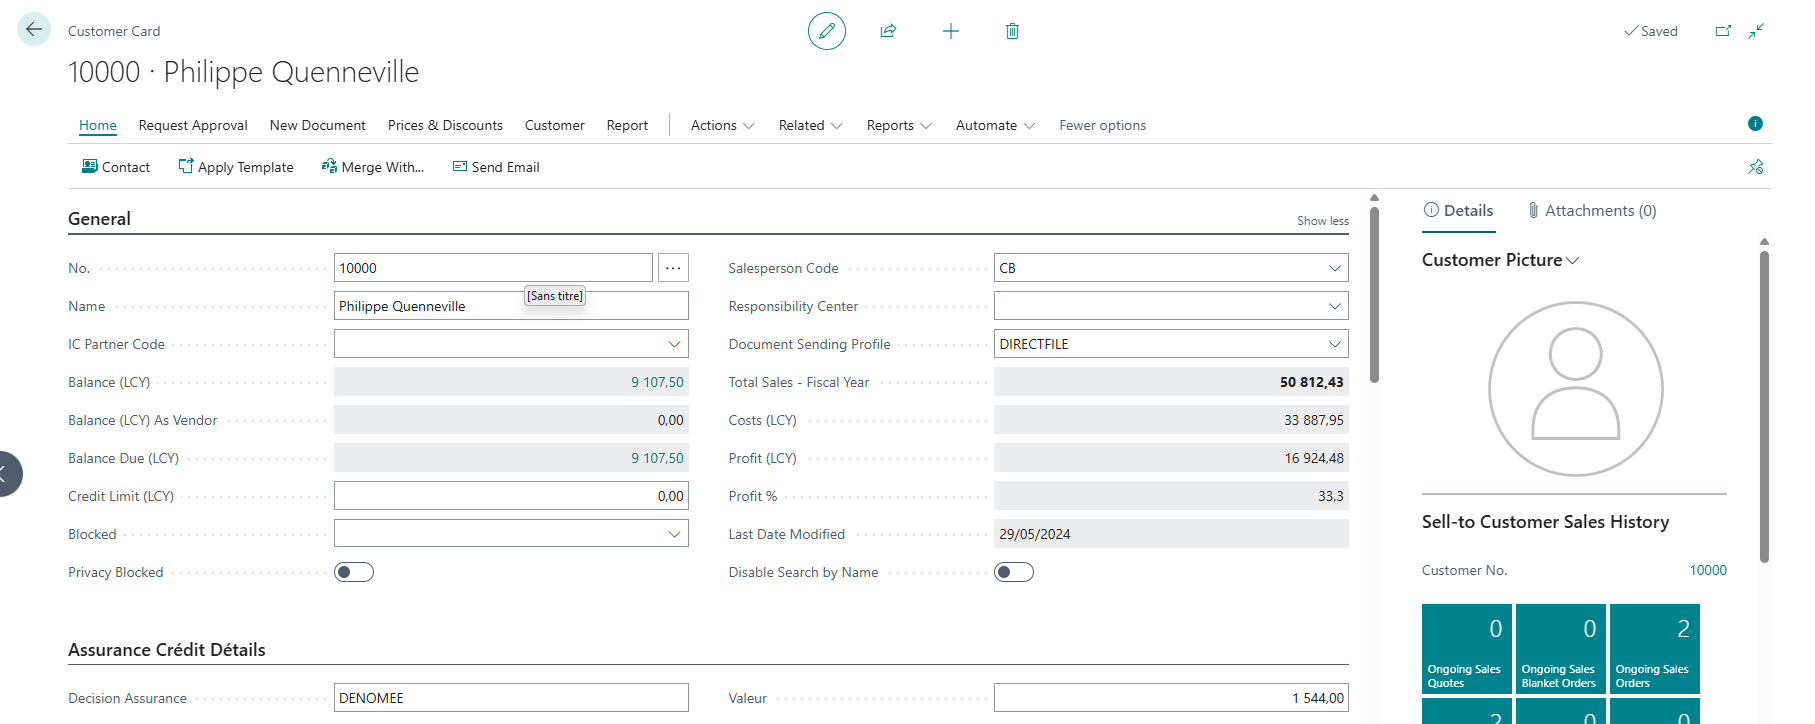 Customer Card
Saved
10000 · Philippe Quenneville
Home Request Approval New Document Prices & Discounts Customer Report Actions Related Reports Automate Fewer options
Contact Apply Template Merge With... Send Email
General
Show less
No. 10000 ...
Name Philippe Quenneville
[Sans titre]
IC Partner Code
Balance (LCY) 9 107,50
Balance (LCY) As Vendor 0,00
Balance Due (LCY) 9 107,50
Credit Limit (LCY) 0,00
Blocked
Privacy Blocked
Salesperson Code CB
Responsibility Center
Document Sending Profile DIRECTFILE
Total Sales - Fiscal Year 50 812,43
Costs (LCY) 33 887,95
Profit (LCY) 16 924,48
Profit % 33,3
Last Date Modified 29/05/2024
Disable Search by Name
Assurance Crédit Détails
Decision Assurance DENOMEE
Valeur 1 544,00
Details Attachments (0)
Customer Picture
Sell-to Customer Sales History
Customer No. 10000
0
Ongoing Sales
Quotes
0
Ongoing Sales
Blanket Orders
2
Ongoing Sales
Orders
2 0 0